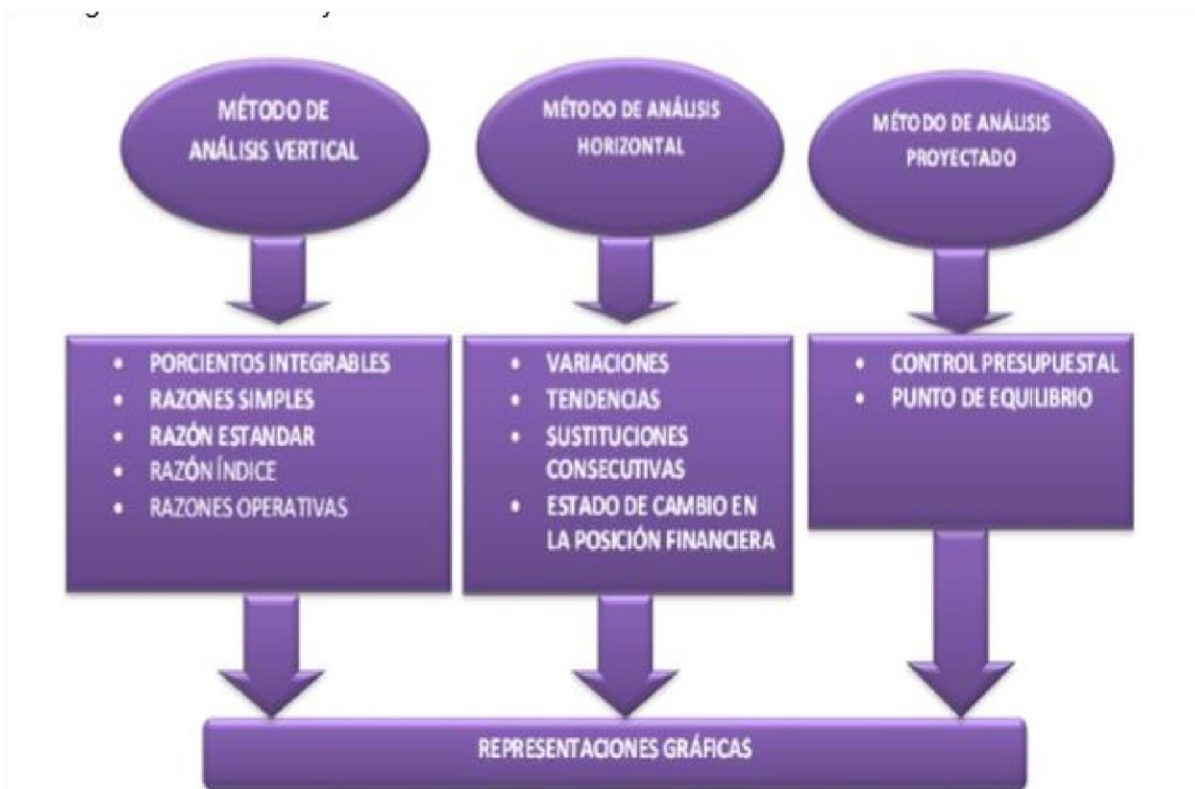 MÉTODO DE
ANÁLISIS VERTICAL
MÉTODO DE ANÁLISIS
HORIZONTAL
MÉTODO DE ANÁLISIS
PROYECTADO
• PORCIENTOS INTEGRABLES
• RAZONES SIMPLES
• RAZÓN ESTANDAR
• RAZÓN ÍNDICE
• RAZONES OPERATIVAS
• VARIACIONES
• TENDENCIAS
• SUSTITUCIONES
CONSECUTIVAS
• ESTADO DE CAMBIO EN
LA POSICIÓN FINANCIERA
• CONTROL PRESUPUESTAL
• PUNTO DE EQUILIBRIO
REPRESENTACIONES GRÁFICAS